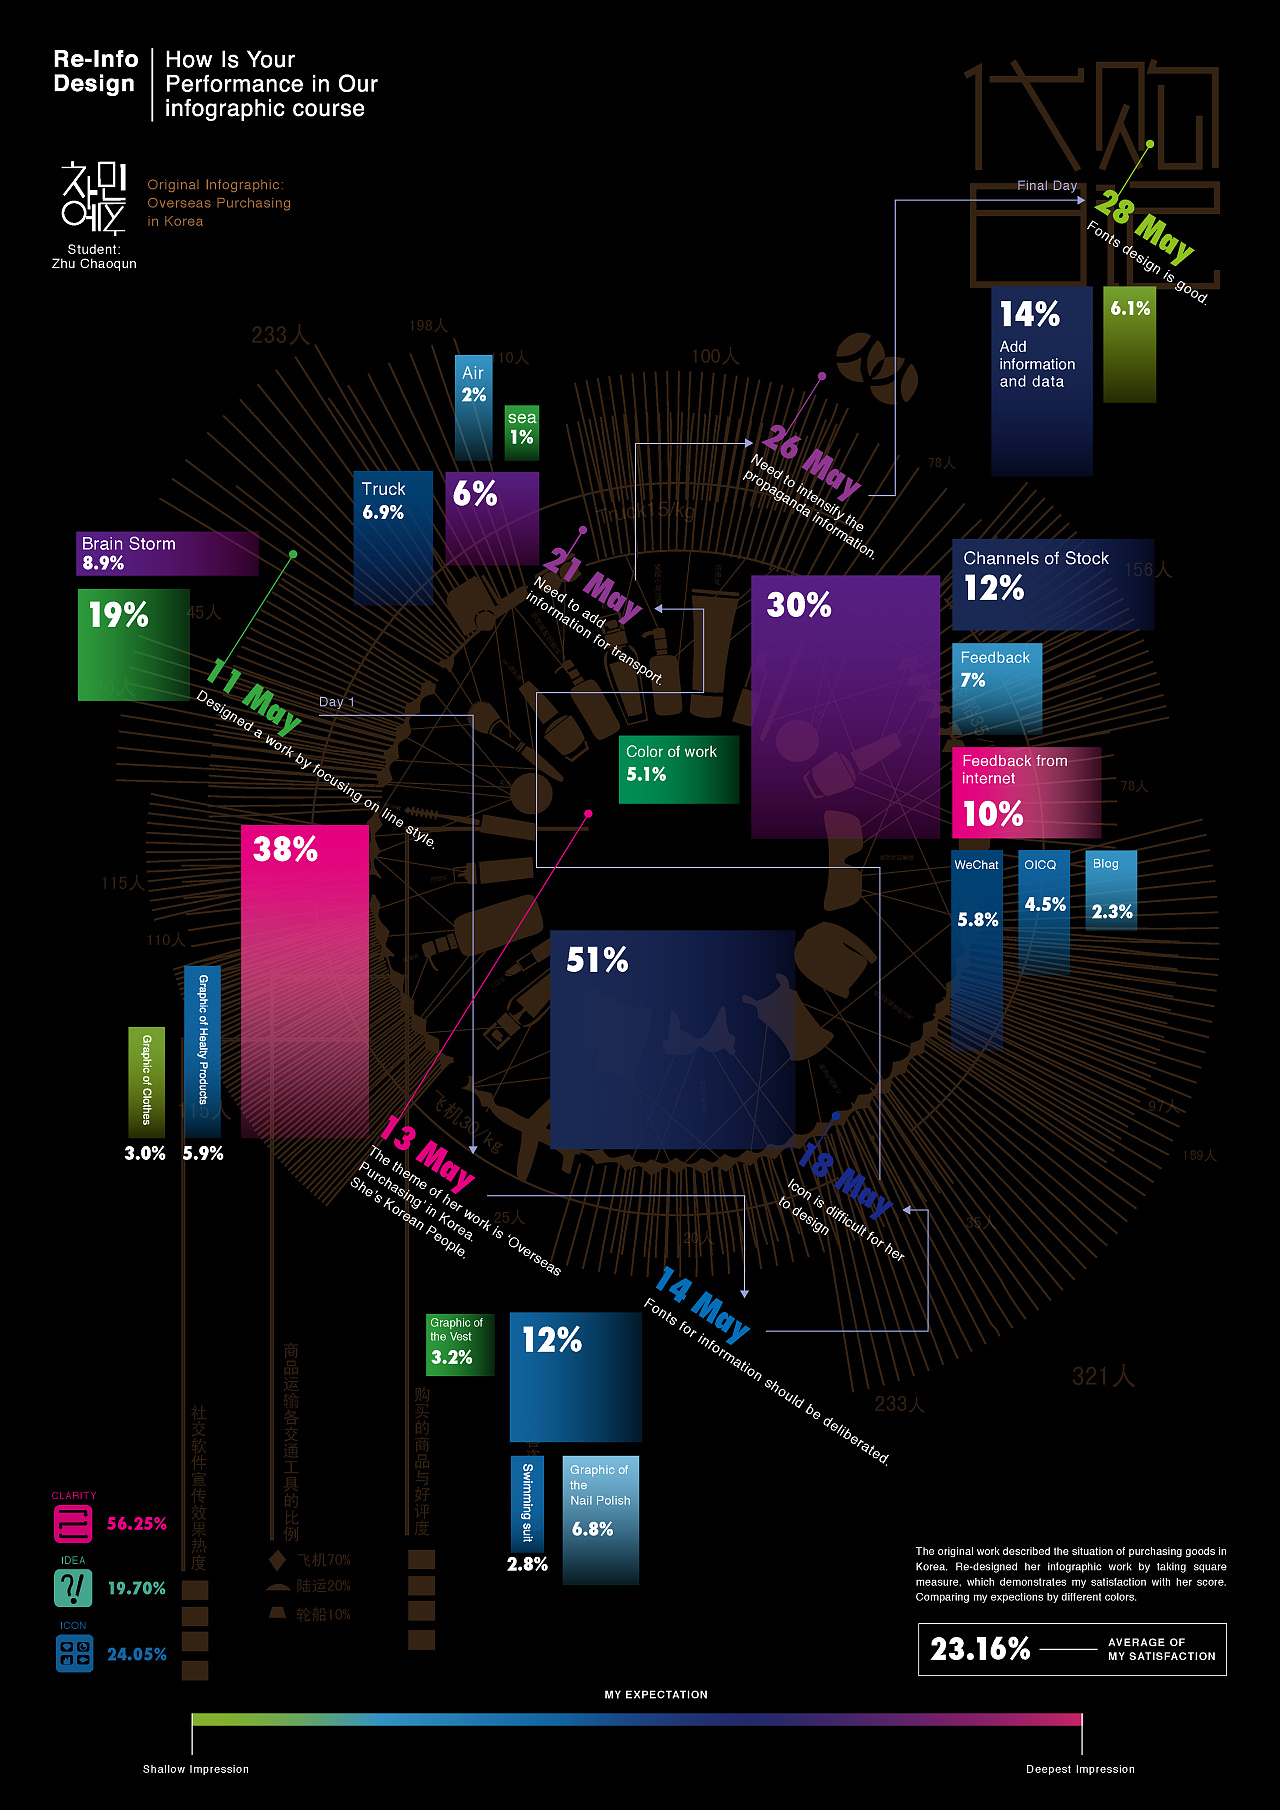 Re-Info
Design
How Is Your
Performance in Our
infographic course
차민
예초
Student:
Zhu Chaoqun
Original Infographic:
Overseas Purchasing
in Korea
代购
Final Day
28 May
Fonts design is good.
14%
Add
information
and data
6.1%
233人
198人
10人
100人
78人
Air
2%
sea
1%
Truck
6.9%
6%
Truck15/kg
26 May
Need to intensify the
propaganda information.
21 May
Need to add
information for transport.
Brain Storm
8.9%
19%
45人
11 May
Designed a work by focusing on line style.
Day 1
30%
Channels of Stock
12%
156人
Feedback
7%
Feedback from
internet
10%
78人
Color of work
5.1%
38%
115人
110人
WeChat
5.8%
OICQ
4.5%
Blog
2.3%
51%
Graphic of Clothes
3.0%
Graphic of Healty Products
5.9%
115人
飞机30/kg
13 May
The theme of her work is 'Overseas
Purchasing' in Korea.
She's Korean People.
18 May
Icon is difficult for her
to design
97人
189人
35人
25人
20人
14 May
Fonts for information should be deliberated.
Graphic of
the Vest
3.2%
12%
321人
233人
Swimming suit
2.8%
Graphic of
the
Nail Polish
6.8%
社交软件宣传效果热度
商品运输各交通工具的比例
购买的商品与好评度
飞机70%
陆运20%
轮船10%
CLARITY
56.25%
IDEA
19.70%
ICON
24.05%
The original work described the situation of purchasing goods in
Korea. Re-designed her infographic work by taking square
measure, which demonstrates my satisfaction with her score.
Comparing my expections by different colors.
23.16%
AVERAGE OF
MY SATISFACTION
MY EXPECTATION
Shallow Impression
Deepest Impression